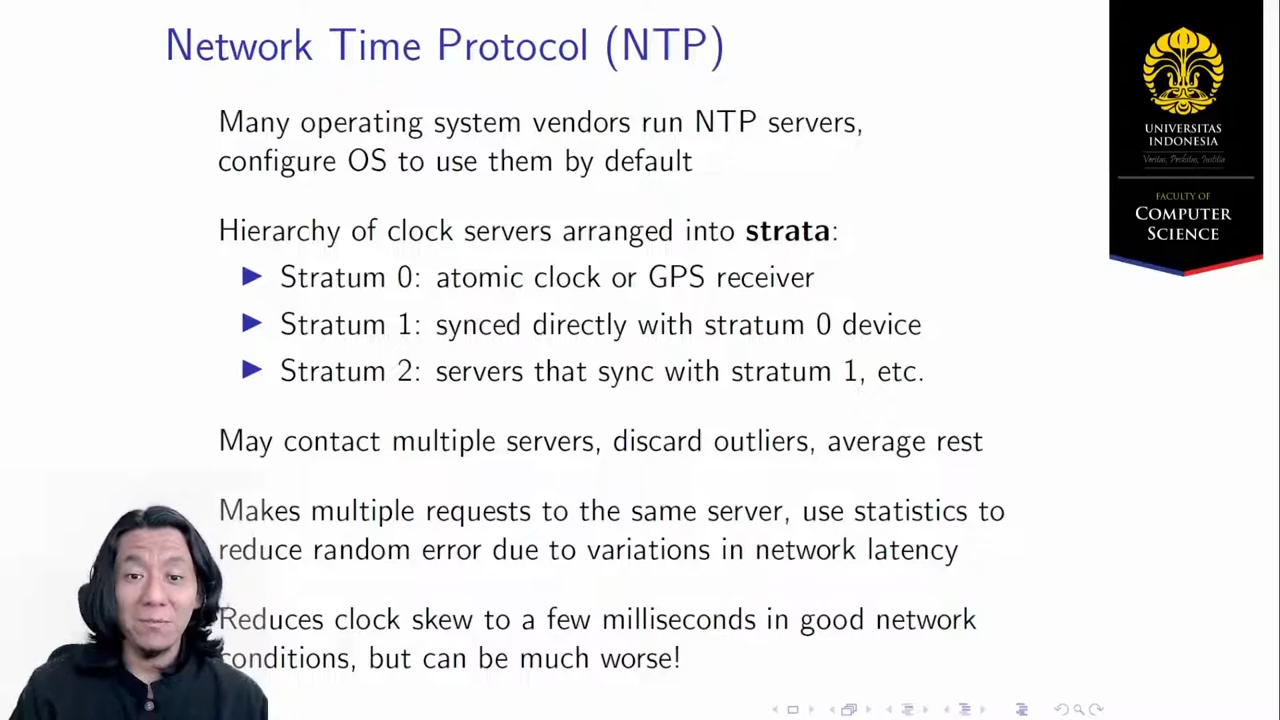 Network Time Protocol (NTP)
Many operating system vendors run NTP servers,
configure OS to use them by default
Hierarchy of clock servers arranged into strata:
Stratum 0: atomic clock or GPS receiver
Stratum 1: synced directly with stratum 0 device
Stratum 2: servers that sync with stratum 1, etc.
May contact multiple servers, discard outliers, average rest
Makes multiple requests to the same server, use statistics to
reduce random error due to variations in network latency
Reduces clock skew to a few milliseconds in good network
conditions, but can be much worse!
UNIVERSITAS
INDONESIA
Veritas, Probitas, Iustitia
FACULTY OF
COMPUTER
SCIENCE